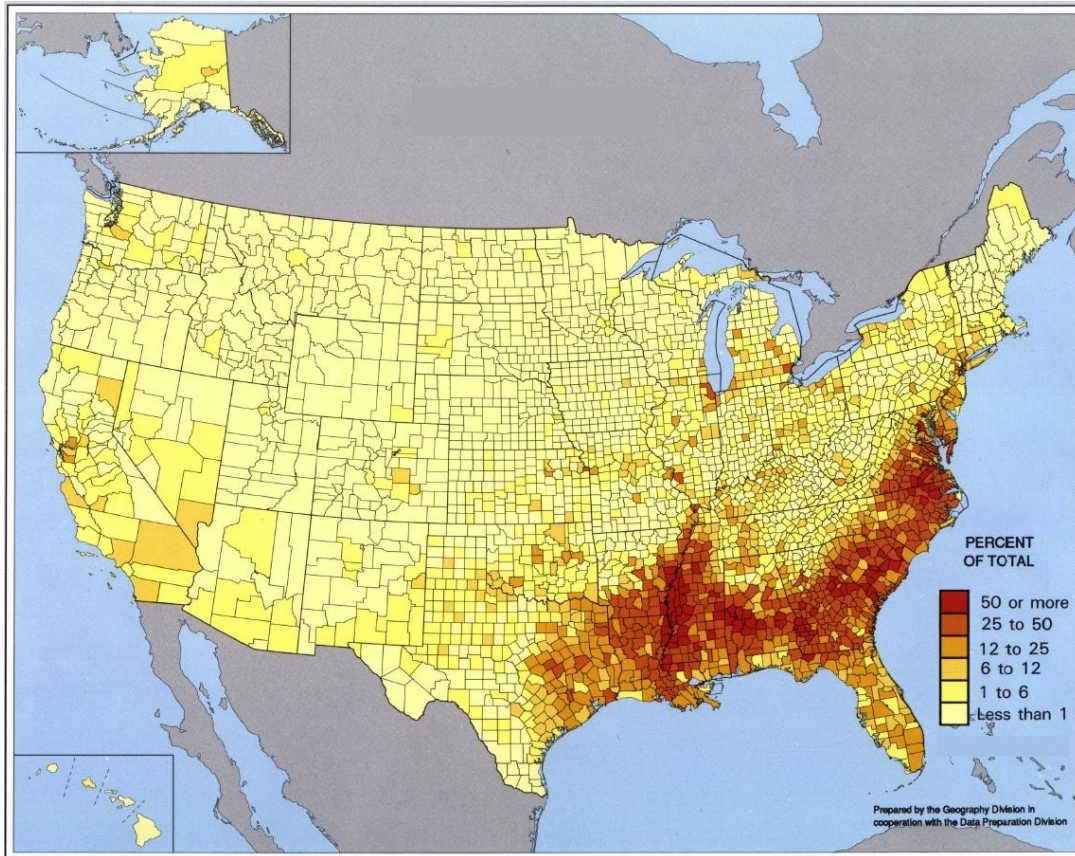 PERCENT
OF TOTAL
50 or more
25 to 50
12 to 25
6 to 12
1 to 6
Less than 1
Prepared by the Geography Division in
cooperation with the Data Preparation Division